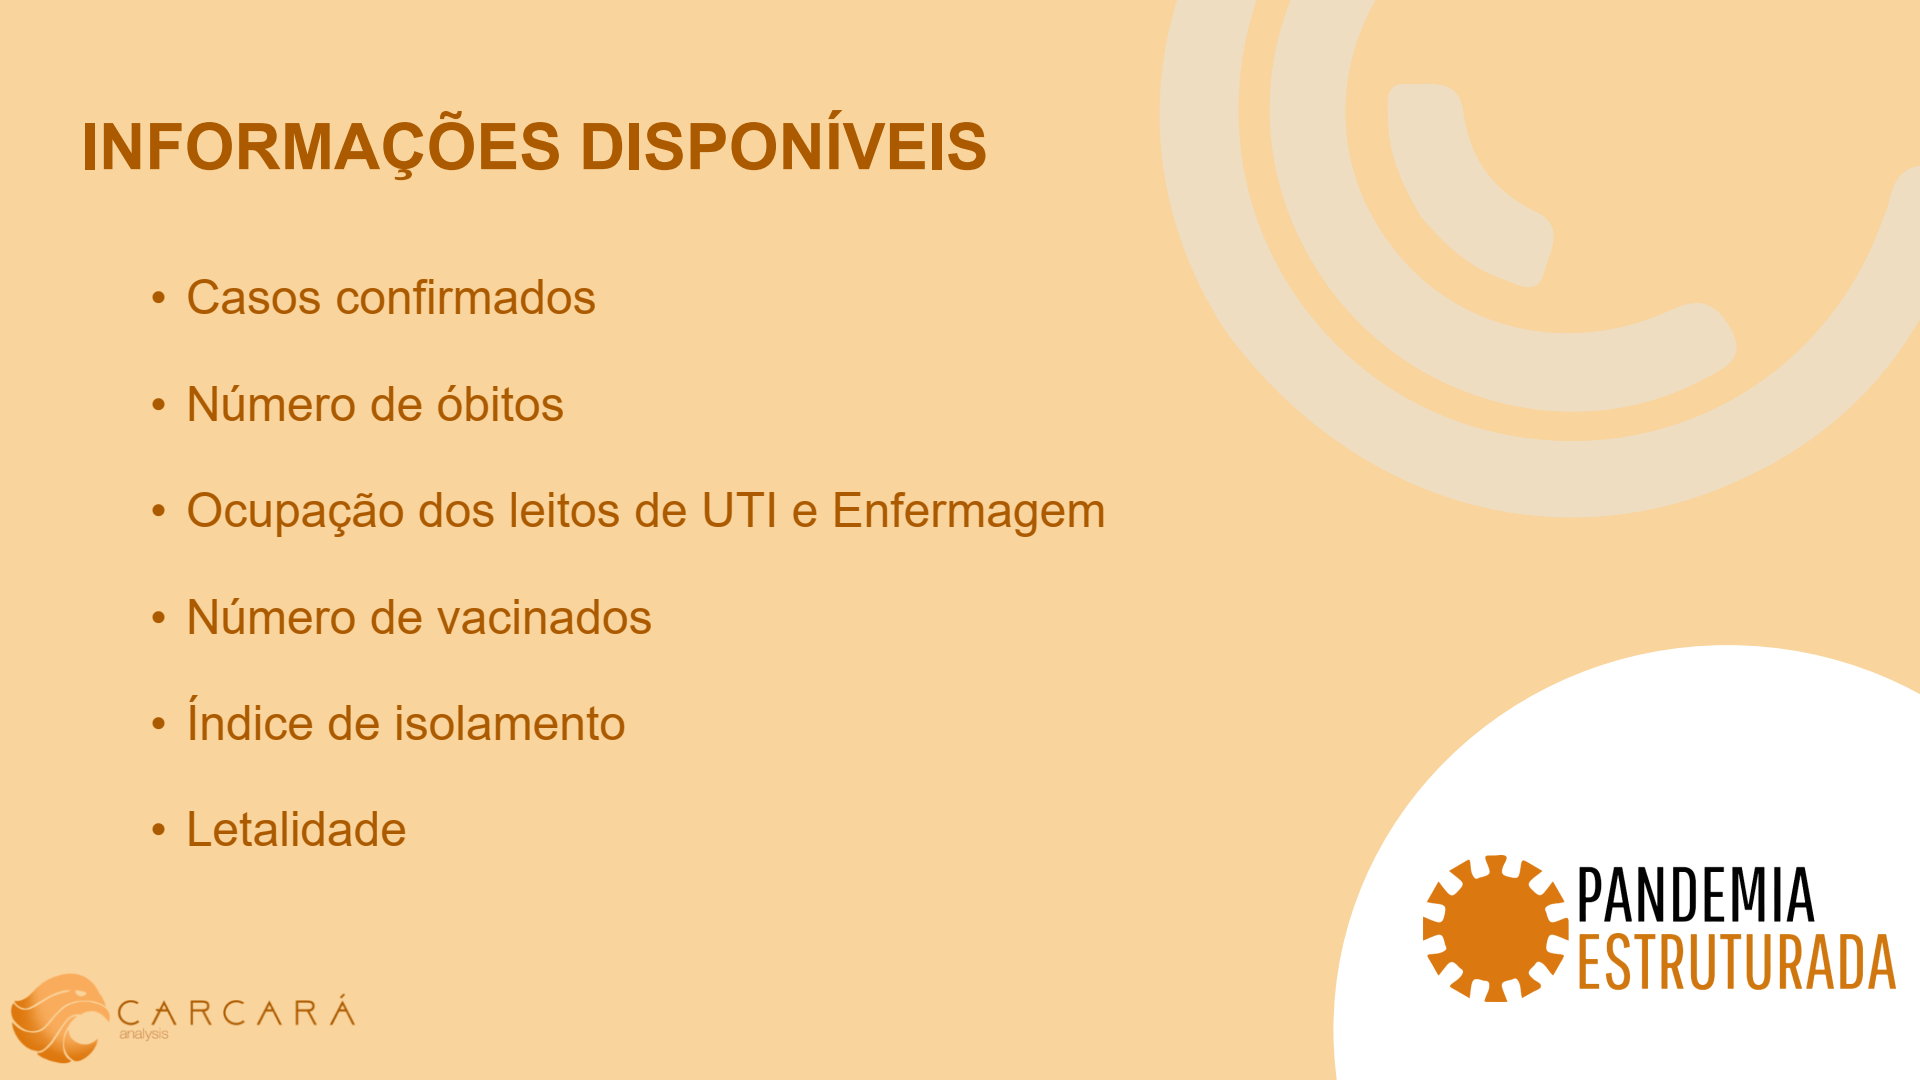 INFORMAÇÕES DISPONÍVEIS
• Casos confirmados
• Número de óbitos
• Ocupação dos leitos de UTI e Enfermagem
• Número de vacinados
• Índice de isolamento
• Letalidade
PANDEMIA
ESTRUTURADA
CARCARÁ
analysis